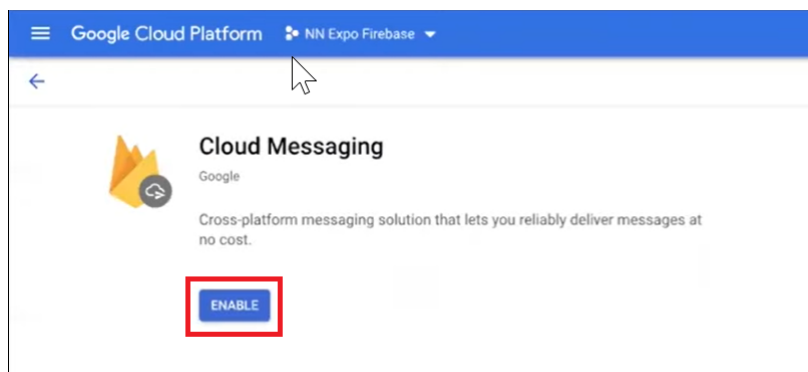 Google Cloud Platform NN Expo Firebase
Cloud Messaging
Google
Cross-platform messaging solution that lets you reliably deliver messages at
no cost.
ENABLE